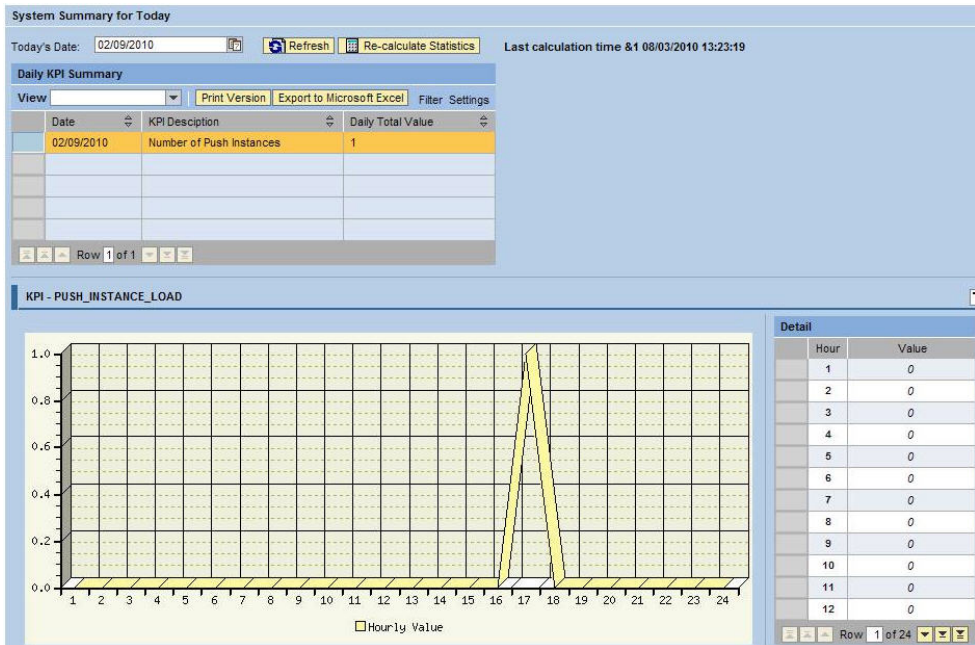 System Summary for Today
Today's Date: 02/09/2010 Refresh Re-calculate Statistics Last calculation time &1 08/03/2010 13:23:19
Daily KPI Summary
View Print Version Export to Microsoft Excel Filter Settings
Date KPI Desciption Daily Total Value
02/09/2010 Number of Push Instances 1
Row 1 of 1
KPI - PUSH_INSTANCE_LOAD
1.0
0.8
0.6
0.4
0.2
0.0
1 2 3 4 5 6 7 8 9 10 11 12 13 14 15 16 17 18 19 20 21 22 23 24
Hourly Value
Detail
Hour Value
1 0
2 0
3 0
4 0
5 0
6 0
7 0
8 0
9 0
10 0
11 0
12 0
Row 1 of 24